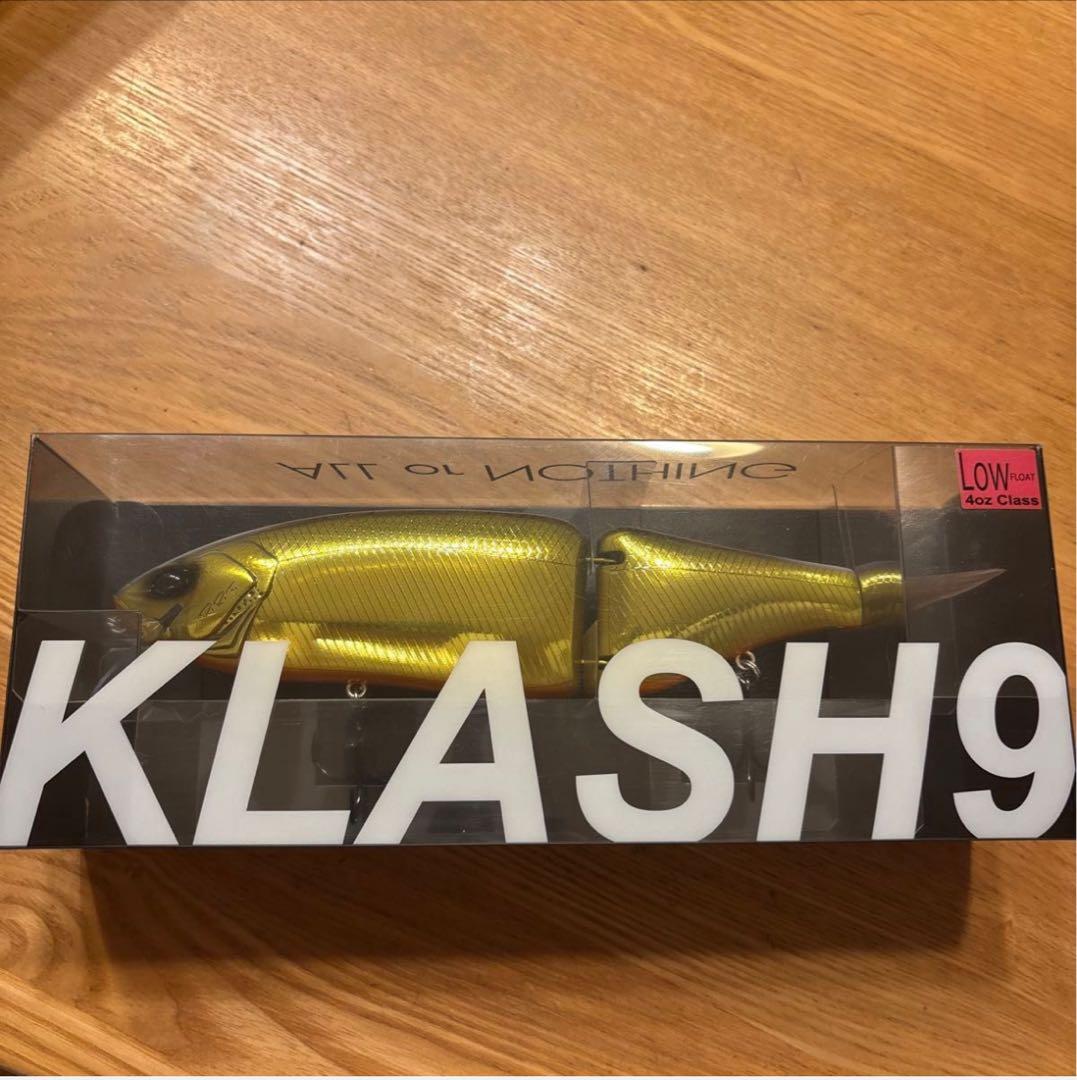 ALL or NOTHING
LOW FLOAT
4oz Class
KLASH9